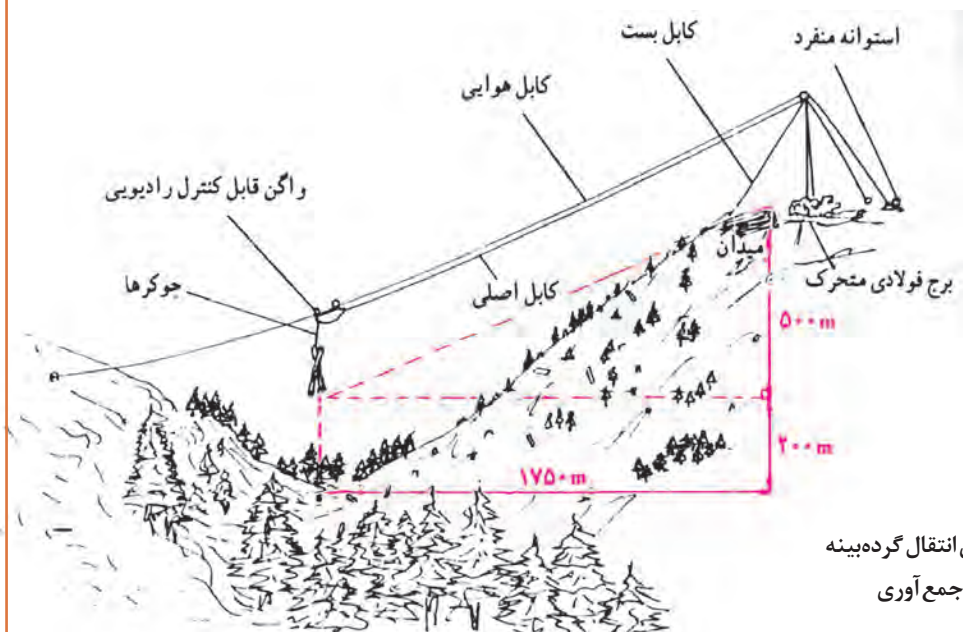 استوانه منفرد
کابل بست
کابل هوایی
واگن قابل کنترل رادیویی
جوکرها
کابل اصلی
میدان
برج فولادی متحرک
۵۰۰m
۲۰۰m
۱۷۵۰m
انتقال گرده‌بینه
جمع‌آوری